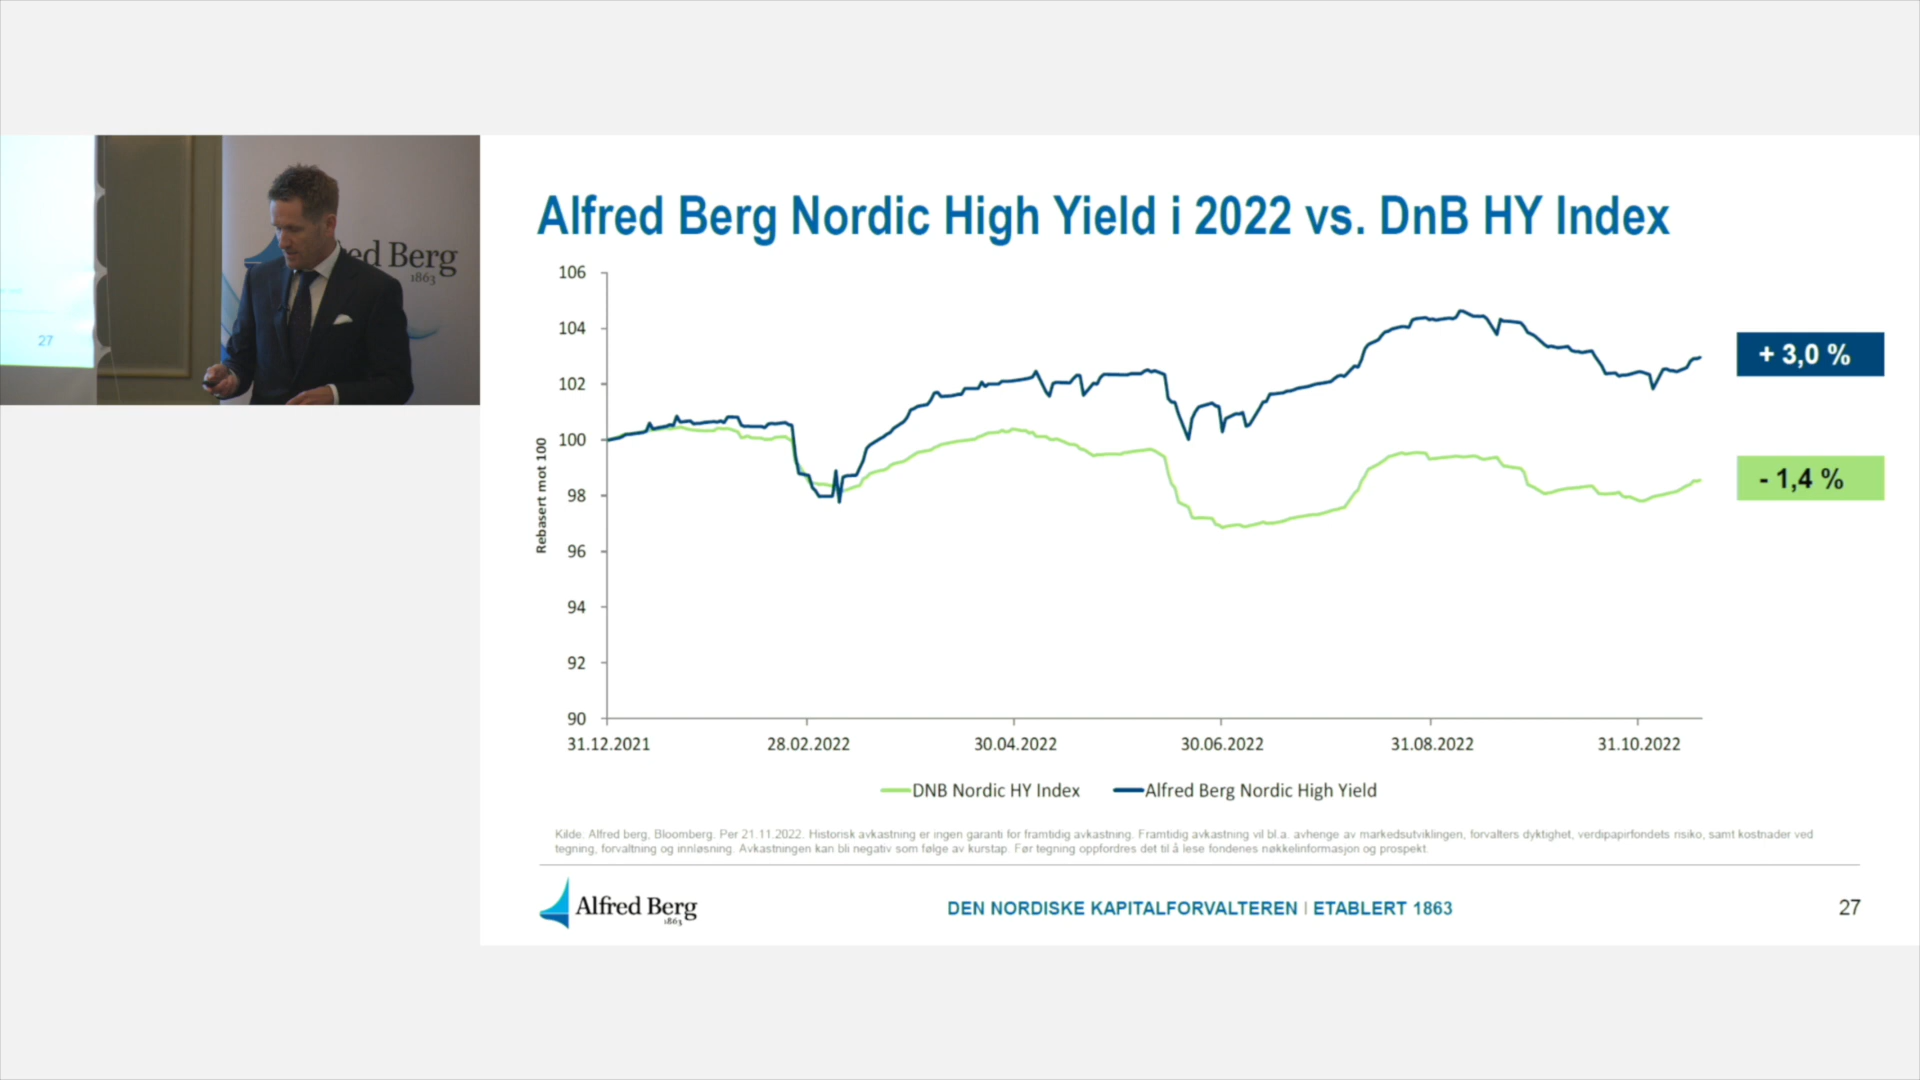 27
ed Berg
1863
Alfred Berg Nordic High Yield i 2022 vs. DnB HY Index
106
104
102
100
98
96
94
92
90
Rebasert mot 100
31.12.2021 28.02.2022 30.04.2022 30.06.2022 31.08.2022 31.10.2022
+ 3,0 %
- 1,4 %
DNB Nordic HY Index Alfred Berg Nordic High Yield
Kilde: Alfred berg, Bloomberg. Per 21.11.2022. Historisk avkastning er ingen garanti for framtidig avkastning. Framtidig avkastning vil bl.a. avhenge av markedsutviklingen, forvalters dyktighet, verdipapirfondets risiko, samt kostnader ved
tegning, forvaltning og innløsning. Avkastningen kan bli negativ som følge av kurstap. Før tegning oppfordres det til å lese fondenes nøkkelinformasjon og prospekt.
Alfred Berg
1863
DEN NORDISKE KAPITALFORVALTEREN | ETABLERT 1863
27